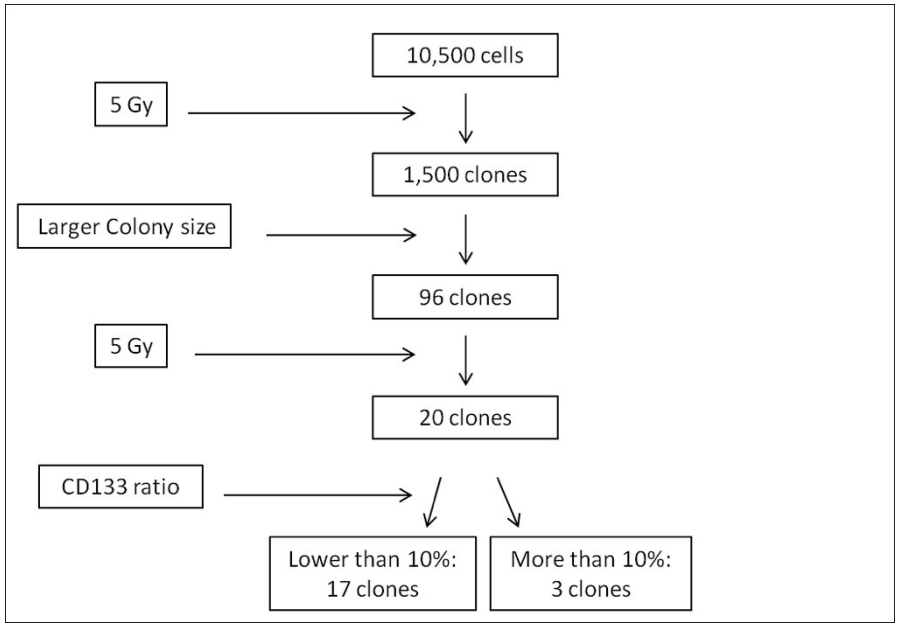 10,500 cells
5 Gy
1,500 clones
Larger Colony size
96 clones
5 Gy
20 clones
CD133 ratio
Lower than 10%:
17 clones
More than 10%:
3 clones